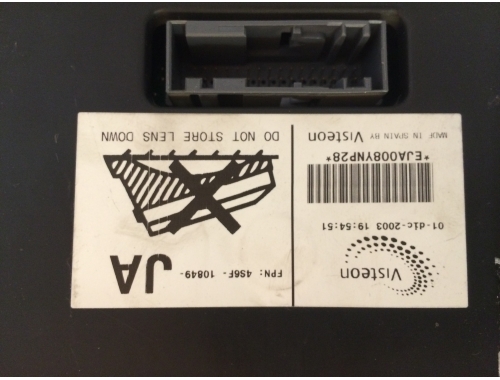 Visteon
01-dic-2003 19:54:51
*EJA008YNP28*
MADE IN SPAIN BY Visteon
FPN: 4S6F- 10849-
JA
DO NOT STORE LENS DOWN